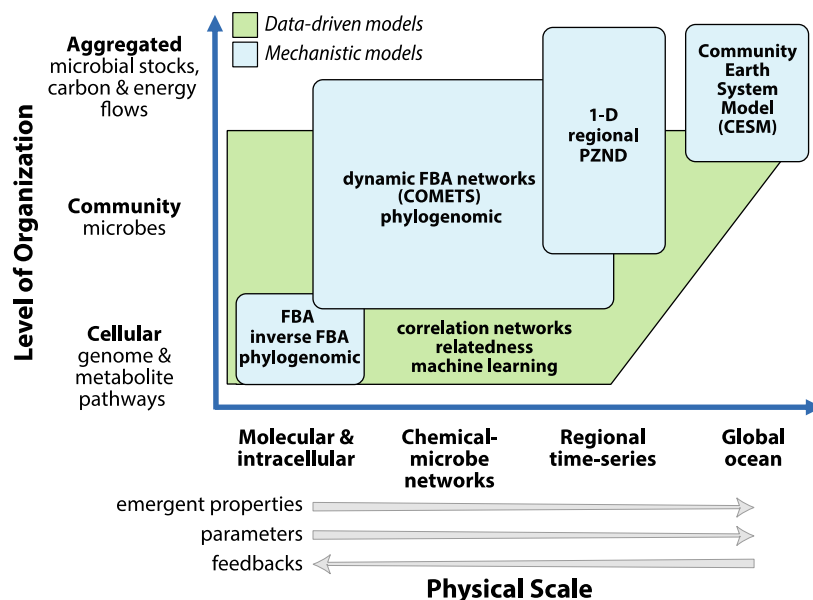 Data-driven models
Mechanistic models
Level of Organization
Aggregated
microbial stocks,
carbon & energy
flows
Community
microbes
Cellular
genome &
metabolite
pathways
Community
Earth
System
Model
(CESM)
1-D
regional
PZND
dynamic FBA networks
(COMETS)
phylogenomic
FBA
inverse FBA
phylogenomic
correlation networks
relatedness
machine learning
Molecular &
intracellular
Chemical-
microbe
networks
Regional
time-series
Global
ocean
emergent properties
parameters
feedbacks
Physical Scale